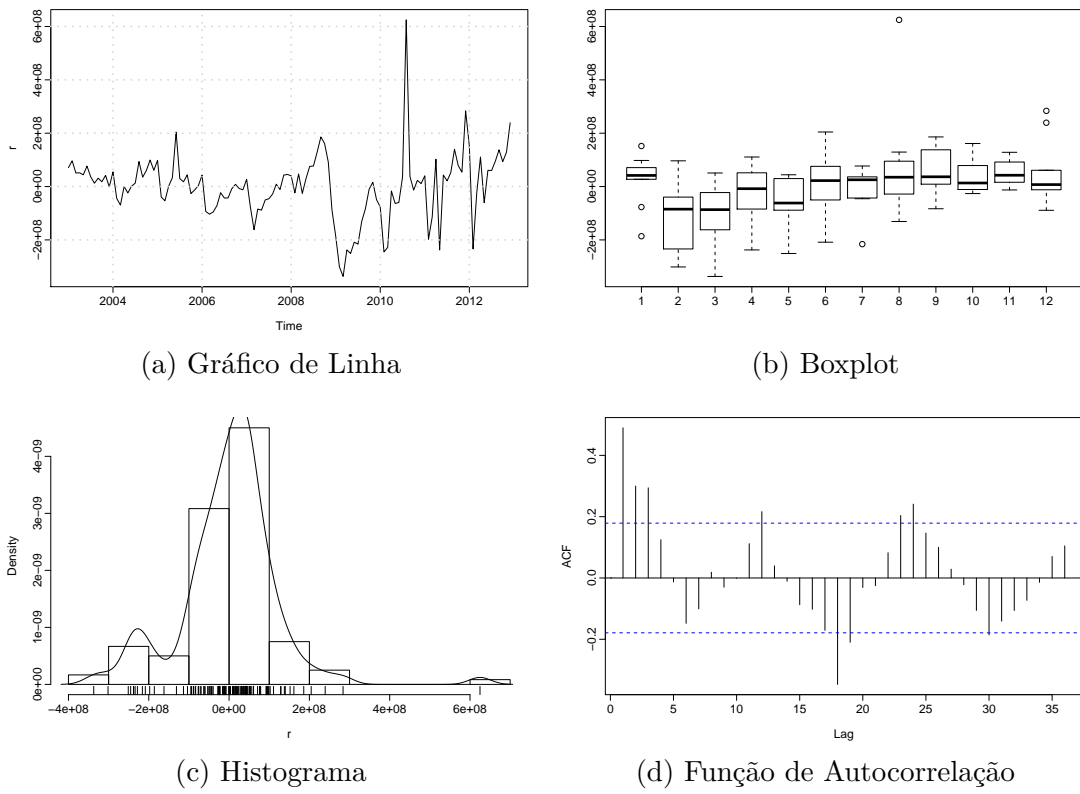 6e+08
4e+08
2e+08
0e+00
−2e+08
r
2004 2006 2008 2010 2012
Time
(a) Gráfico de Linha
6e+08
4e+08
2e+08
0e+00
−2e+08
1 2 3 4 5 6 7 8 9 10 11 12
(b) Boxplot
4e−09
3e−09
2e−09
1e−09
0e+00
Density
−4e+08 −2e+08 0e+00 2e+08 4e+08 6e+08
r
(c) Histograma
0.4
0.2
0.0
−0.2
ACF
0 5 10 15 20 25 30 35
Lag
(d) Função de Autocorrelação